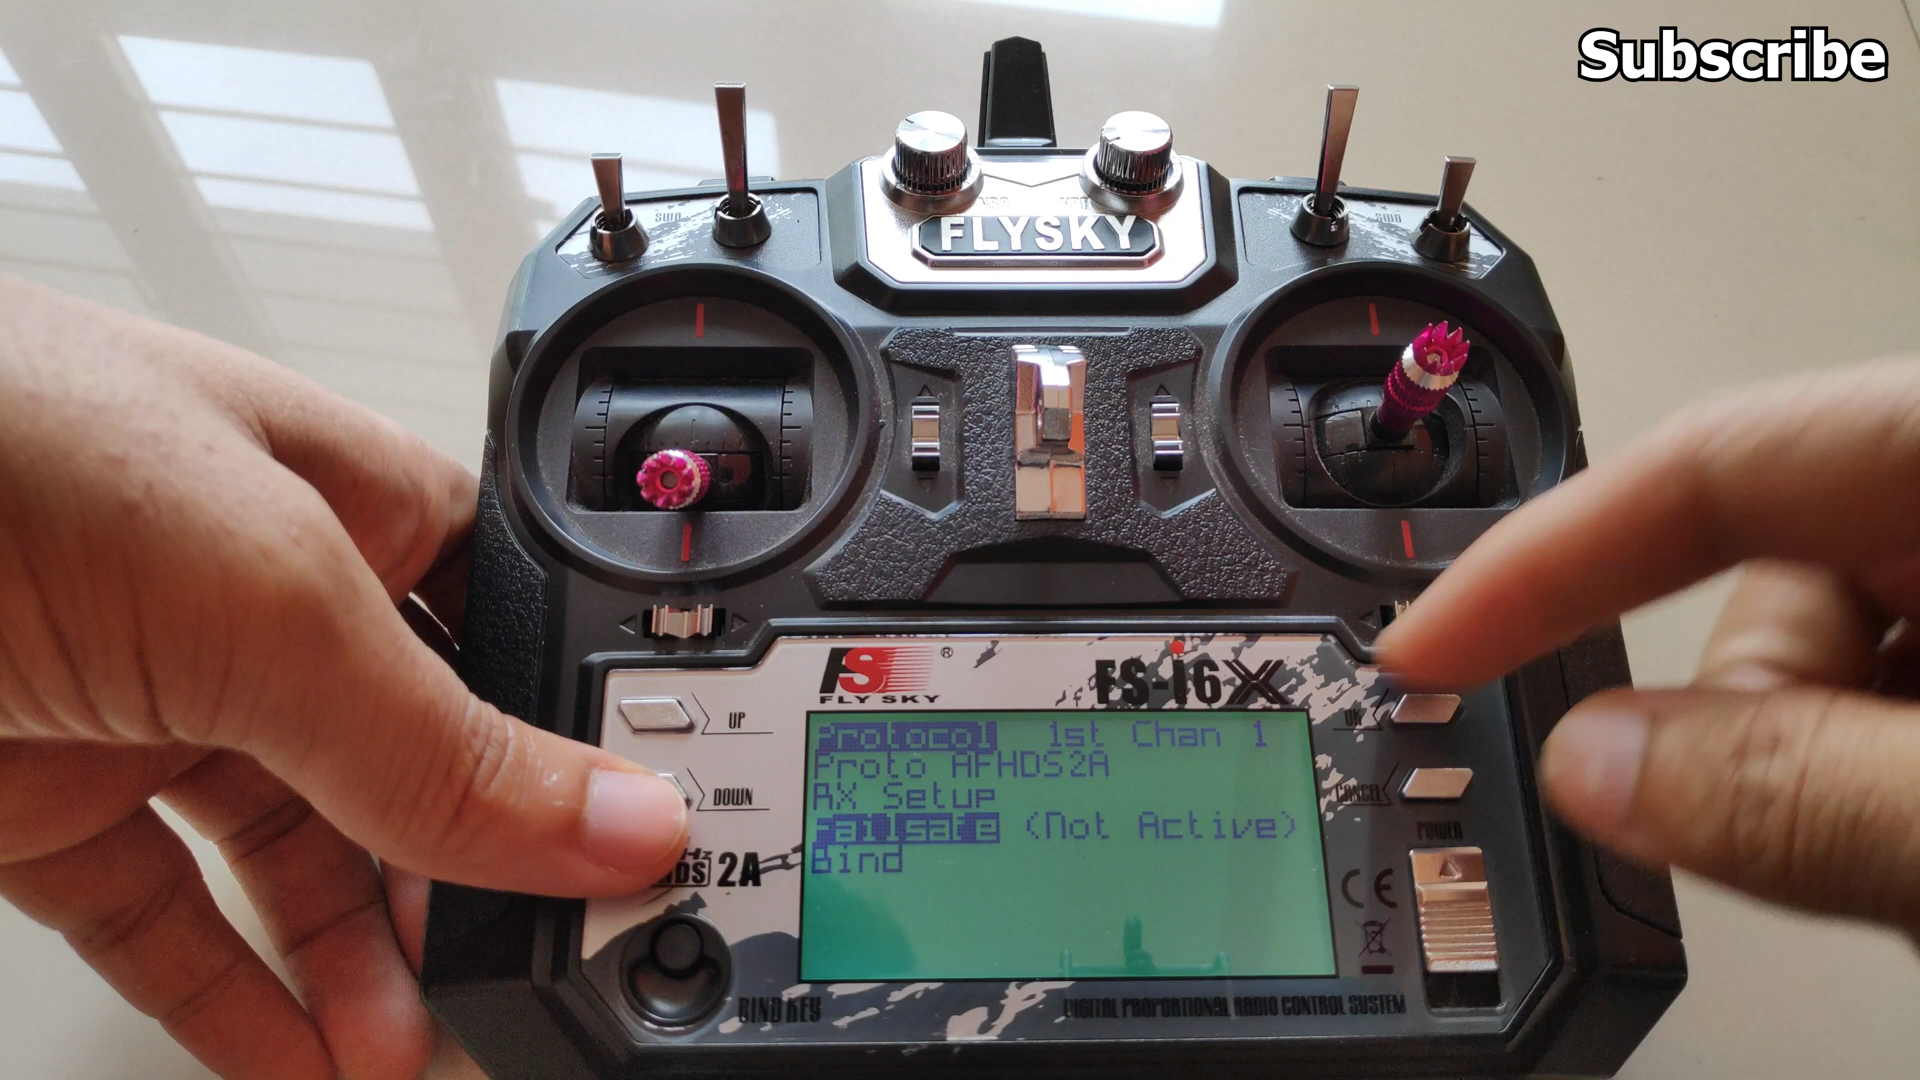 Subscribe
FLYSKY
FS ®
FLY SKY
FS-i6X
UP
DOWN
OK
CANCEL
POWER
Protocol 1st Chan 1
Proto AFHDS2A
RX Setup
Failsafe (Not Active)
Bind
2A
CE
BIND KEY
DIGITAL PROPORTIONAL RADIO CONTROL SYSTEM